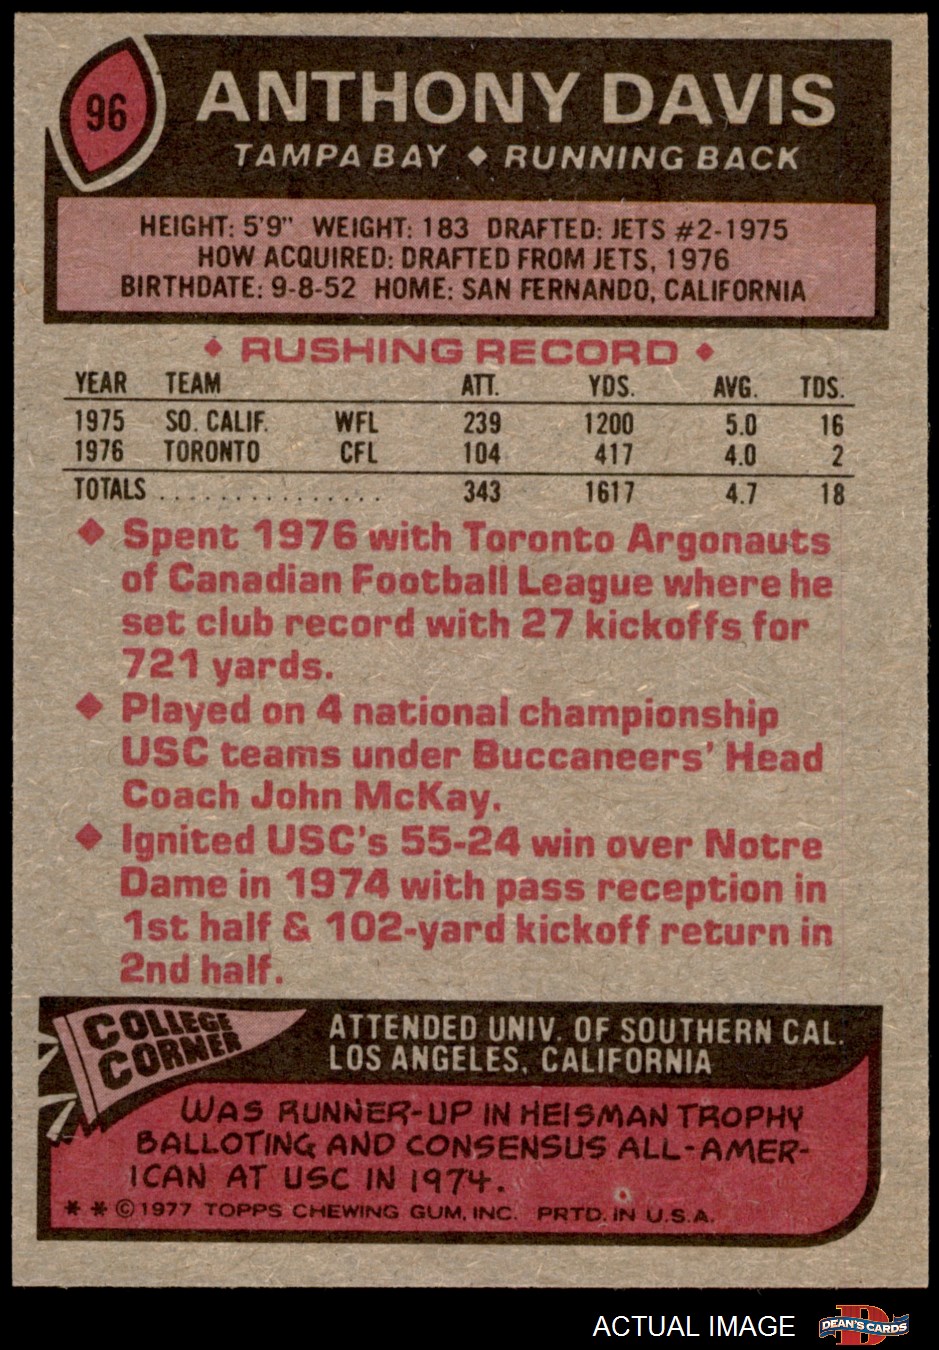 96
ANTHONY DAVIS
TAMPA BAY ◆ RUNNING BACK
HEIGHT: 5'9" WEIGHT: 183 DRAFTED: JETS #2-1975
HOW ACQUIRED: DRAFTED FROM JETS, 1976
BIRTHDATE: 9-8-52 HOME: SAN FERNANDO, CALIFORNIA
◆ RUSHING RECORD ◆
YEAR TEAM ATT. YDS. AVG. TDS.
1975 SO. CALIF. WFL 239 1200 5.0 16
1976 TORONTO CFL 104 417 4.0 2
TOTALS ................ 343 1617 4.7 18
◆ Spent 1976 with Toronto Argonauts
of Canadian Football League where he
set club record with 27 kickoffs for
721 yards.
◆ Played on 4 national championship
USC teams under Buccaneers' Head
Coach John McKay.
◆ Ignited USC's 55-24 win over Notre
Dame in 1974 with pass reception in
1st half & 102-yard kickoff return in
2nd half.
COLLEGE
CORNER
ATTENDED UNIV. OF SOUTHERN CAL.
LOS ANGELES, CALIFORNIA
WAS RUNNER-UP IN HEISMAN TROPHY
BALLOTING AND CONSENSUS ALL-AMER-
ICAN AT USC IN 1974.
* * © 1977 TOPPS CHEWING GUM, INC. PRTD. IN U.S.A.
ACTUAL IMAGE
D
DEAN'S CARDS